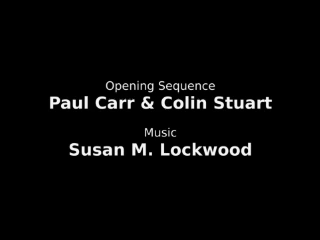 Opening Sequence
Paul Carr & Colin Stuart
Music
Susan M. Lockwood